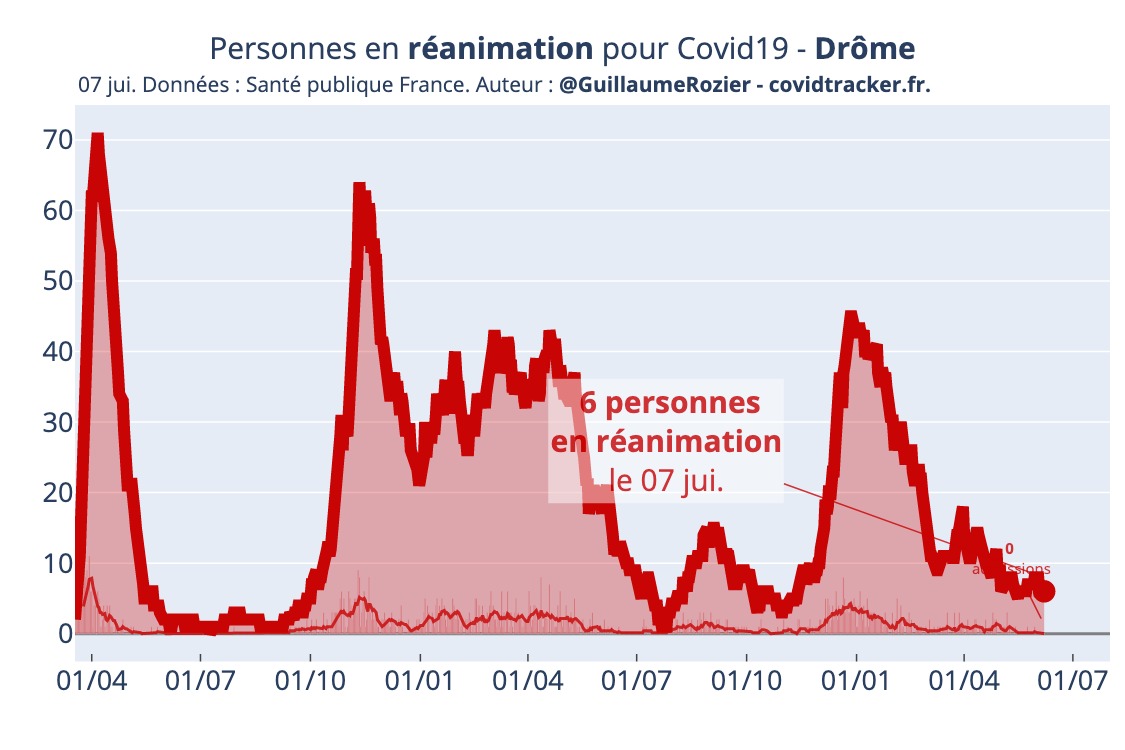 Personnes en réanimation pour Covid19 - Drôme
07 jui. Données : Santé publique France. Auteur : @GuillaumeRozier - covidtracker.fr.
70
60
50
40
30
20
10
0
6 personnes
en réanimation
le 07 jui.
0
admissions
01/04 01/07 01/10 01/01 01/04 01/07 01/10 01/01 01/04 01/07